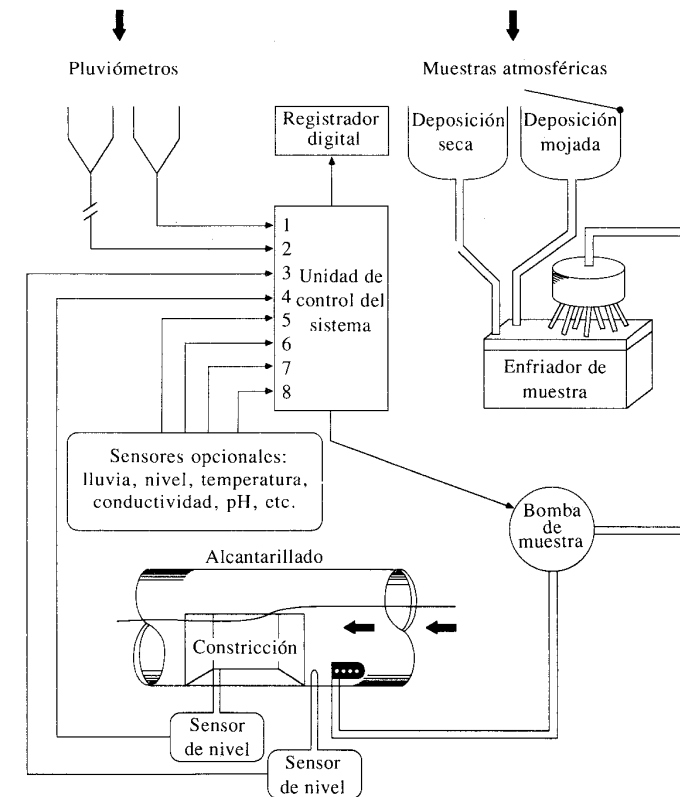 Pluviómetros
Muestras atmosféricas
Registrador
digital
Deposición
seca
Deposición
mojada
1
2
3
4
5
6
7
8
Unidad de
control del
sistema
Enfriador de
muestra
Sensores opcionales:
lluvia, nivel, temperatura,
conductividad, pH, etc.
Bomba
de
muestra
Alcantarillado
Constricción
Sensor
de nivel
Sensor
de nivel